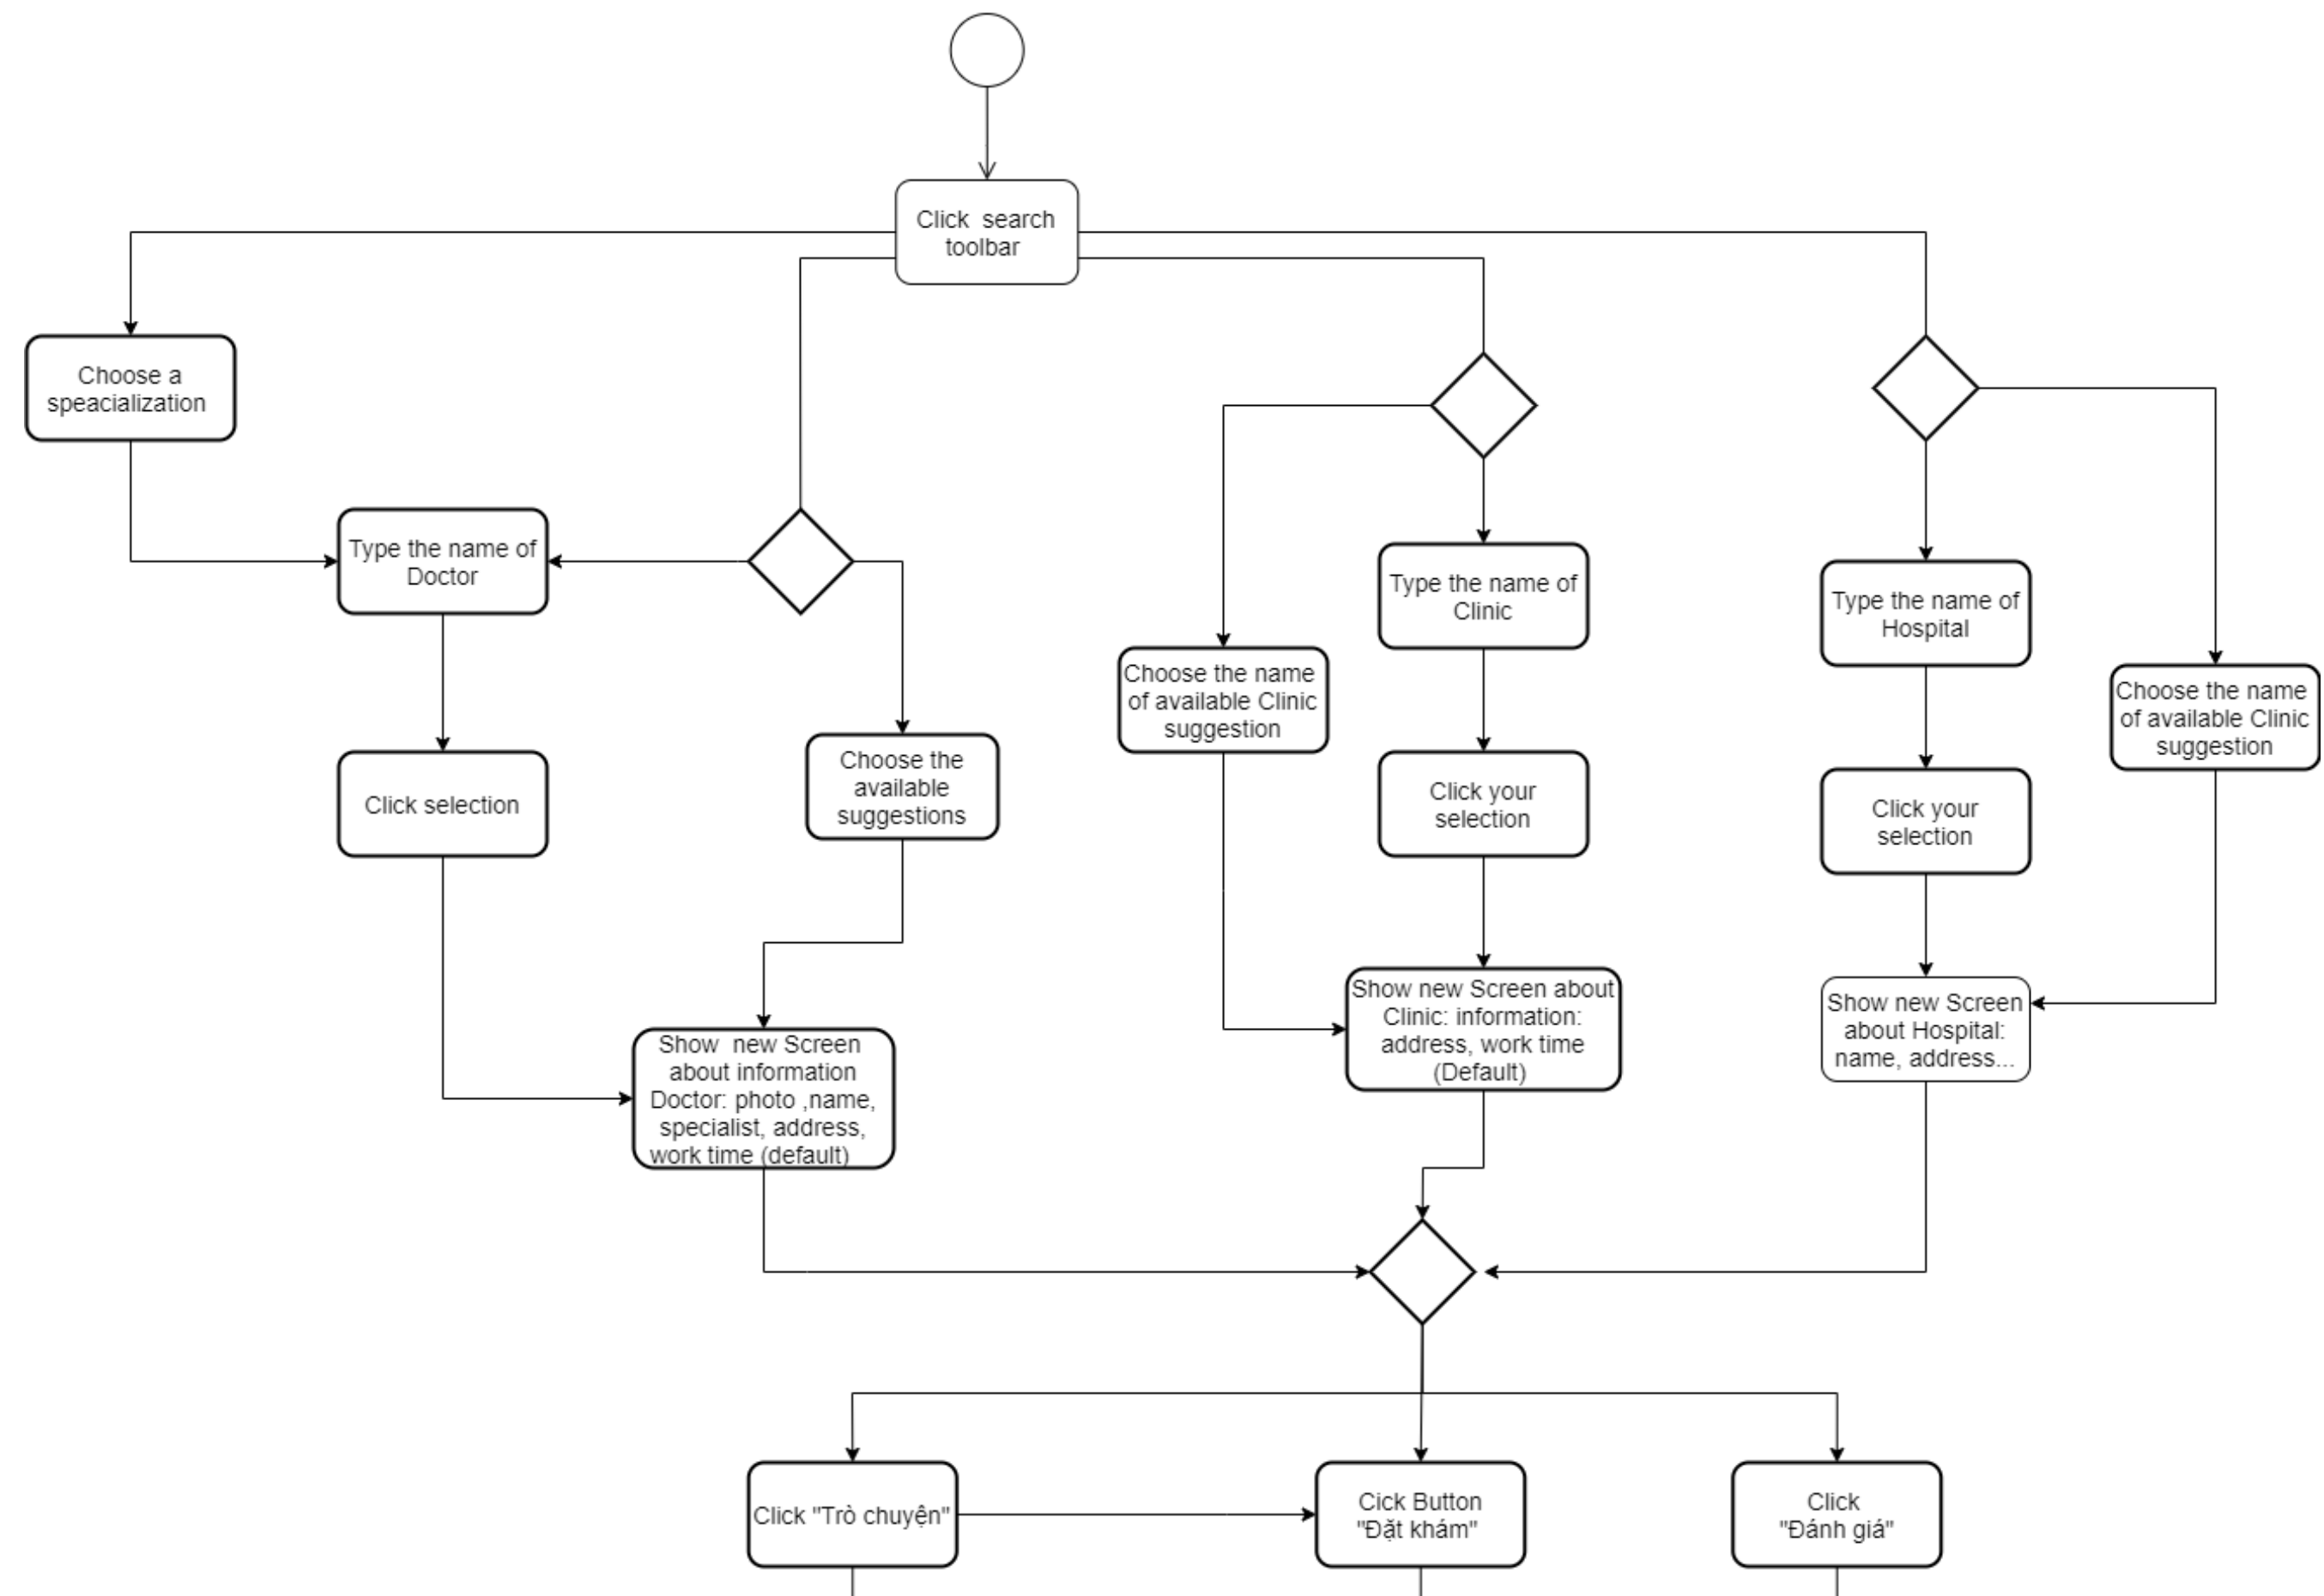 Click search
toolbar
Choose a
speacialization
Type the name of
Doctor
Click selection
Choose the
available
suggestions
Show new Screen
about information
Doctor: photo ,name,
specialist, address,
work time (default)
Choose the name
of available Clinic
suggestion
Type the name of
Clinic
Click your
selection
Show new Screen about
Clinic: information:
address, work time
(Default)
Type the name of
Hospital
Click your
selection
Choose the name
of available Clinic
suggestion
Show new Screen
about Hospital:
name, address...
Click "Trò chuyện"
Cick Button
"Đặt khám"
Click
"Đánh giá"